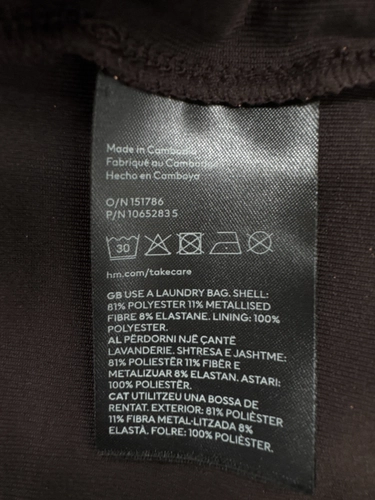 Made in Cambodia
Fabriqué au Cambodge
Hecho en Camboya
O/N 151786
P/N 1065283 S
30
hm.com/takecare
GB USE A LAUNDRY BAG. SHELL:
81% POLYESTER 11% METALLISED
FIBRE 8% ELASTANE. LINING: 100%
POLYESTER.
AL PËRDORNI NJË ÇANTË
LAVANDERIE. SHTRESA E JASHTME:
81% POLIESTËR 11% FIBËR E
METALIZUAR 8% ELASTAN. ASTARI:
100% POLIESTËR.
CAT UTILITZEU UNA BOSSA DE
RENTAT. EXTERIOR: 81% POLIÈSTER
11% FIBRA METAL·LITZADA 8%
ELASTÀ. FOLRE: 100% POLIÈSTER.